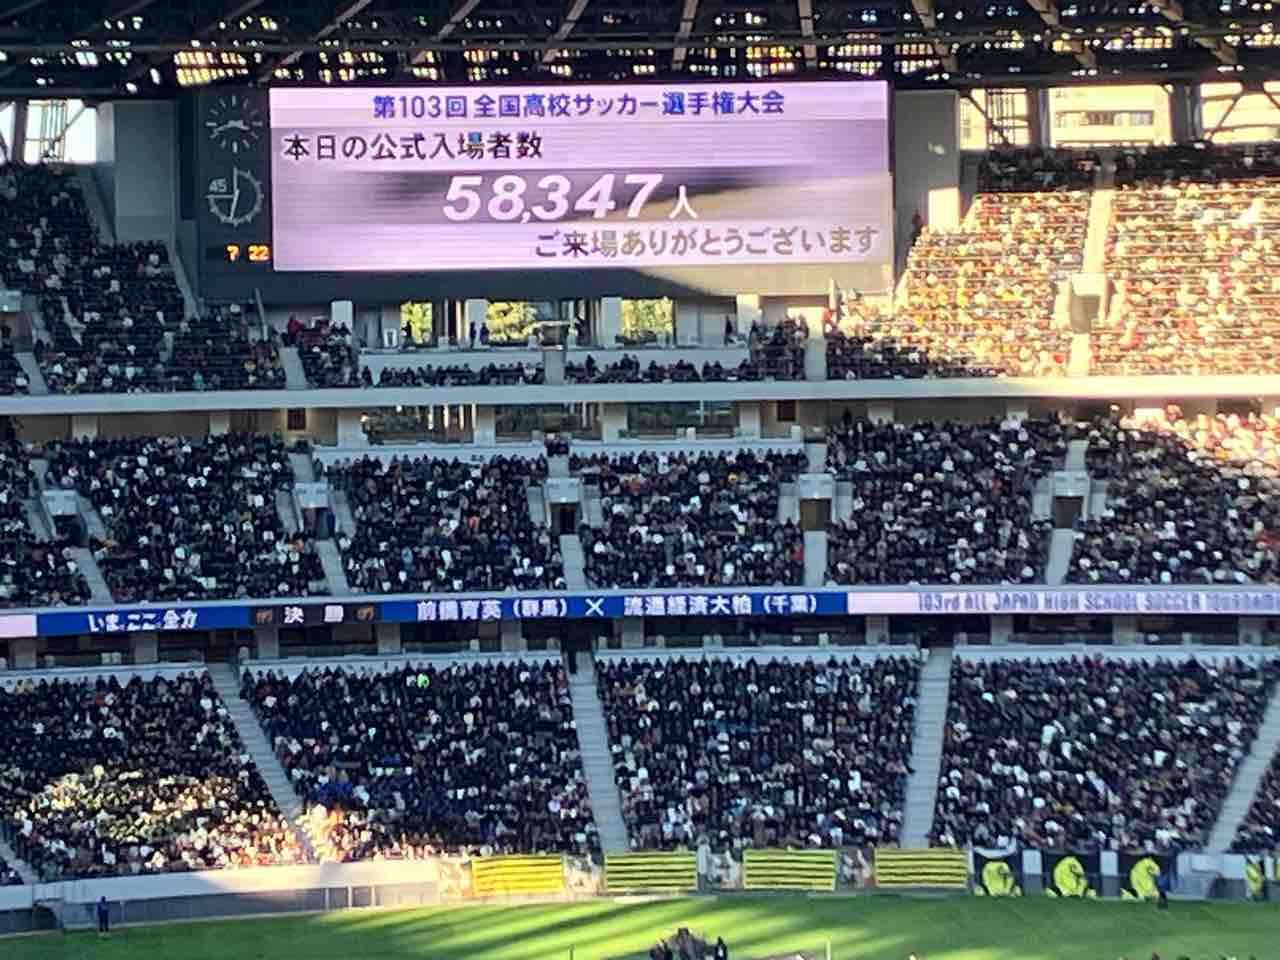 第103回 全国高校サッカー選手権大会
本日の公式入場者数
45
58,347人
7 22
ご来場ありがとうございます
いま、ここ、全力
決勝
前橋育英（群馬）× 流通経済大柏（千葉）
103rd ALL JAPAN HIGH SCHOOL SOCCER